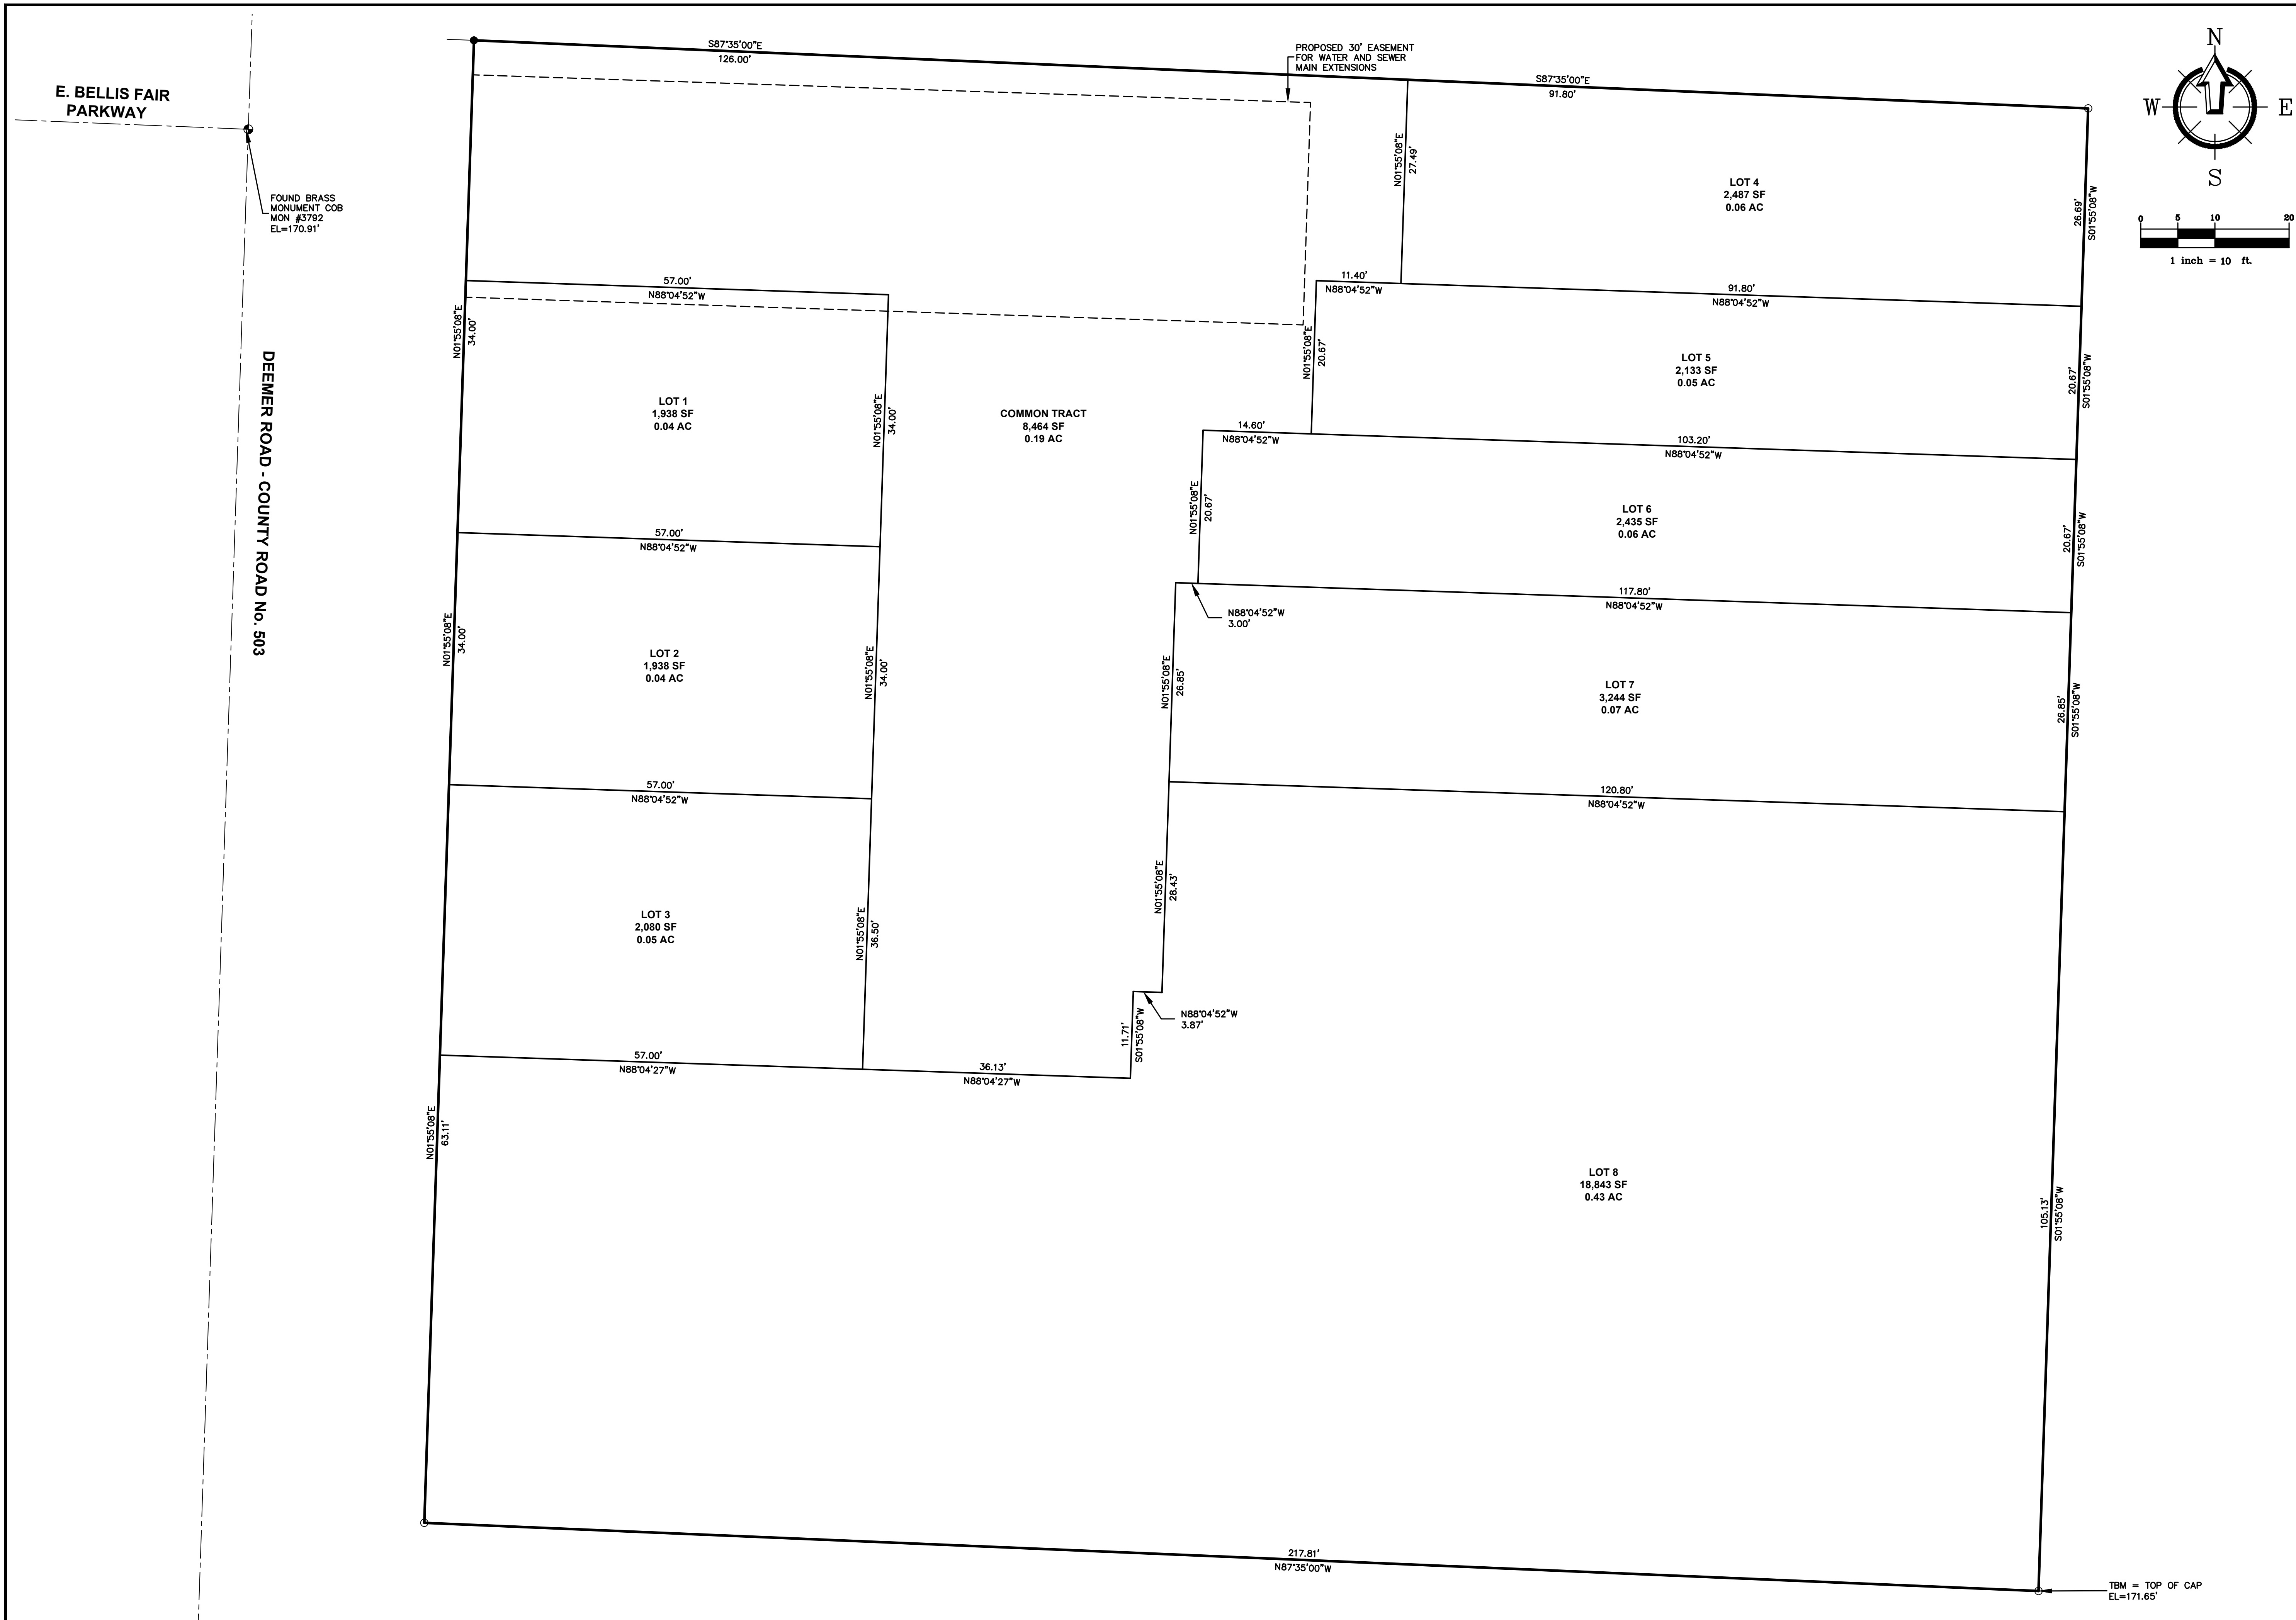 S87°35'00"E
126.00'
PROPOSED 30' EASEMENT
FOR WATER AND SEWER
MAIN EXTENSIONS
S87°35'00"E
91.80'
N
W
E
S
0 5 10 20
1 inch = 10 ft.
E. BELLIS FAIR
PARKWAY
FOUND BRASS
MONUMENT COB
MON #3792
EL=170.91'
DEEMER ROAD - COUNTY ROAD No. 503
N01°55'08"E
27.49'
LOT 4
2,487 SF
0.06 AC
26.69'
S01°55'08"W
57.00'
N88°04'52"W
11.40'
N88°04'52"W
91.80'
N88°04'52"W
N01°55'08"E
34.00'
LOT 1
1,938 SF
0.04 AC
N01°55'08"E
34.00'
COMMON TRACT
8,464 SF
0.19 AC
N01°55'08"E
20.67'
LOT 5
2,133 SF
0.05 AC
20.67'
S01°55'08"W
14.60'
N88°04'52"W
103.20'
N88°04'52"W
N01°55'08"E
20.67'
LOT 6
2,435 SF
0.06 AC
20.67'
S01°55'08"W
57.00'
N88°04'52"W
N88°04'52"W
3.00'
117.80'
N88°04'52"W
N01°55'08"E
34.00'
LOT 2
1,938 SF
0.04 AC
N01°55'08"E
34.00'
N01°55'08"E
26.85'
LOT 7
3,244 SF
0.07 AC
26.85'
S01°55'08"W
57.00'
N88°04'52"W
120.80'
N88°04'52"W
LOT 3
2,080 SF
0.05 AC
N01°55'08"E
36.50'
N01°55'08"E
28.43'
N88°04'52"W
3.87'
11.71'
S01°55'08"W
57.00'
N88°04'27"W
36.13'
N88°04'27"W
N01°55'08"E
63.11'
LOT 8
18,843 SF
0.43 AC
105.13'
S01°55'08"W
217.81'
N87°35'00"W
TBM = TOP OF CAP
EL=171.65'